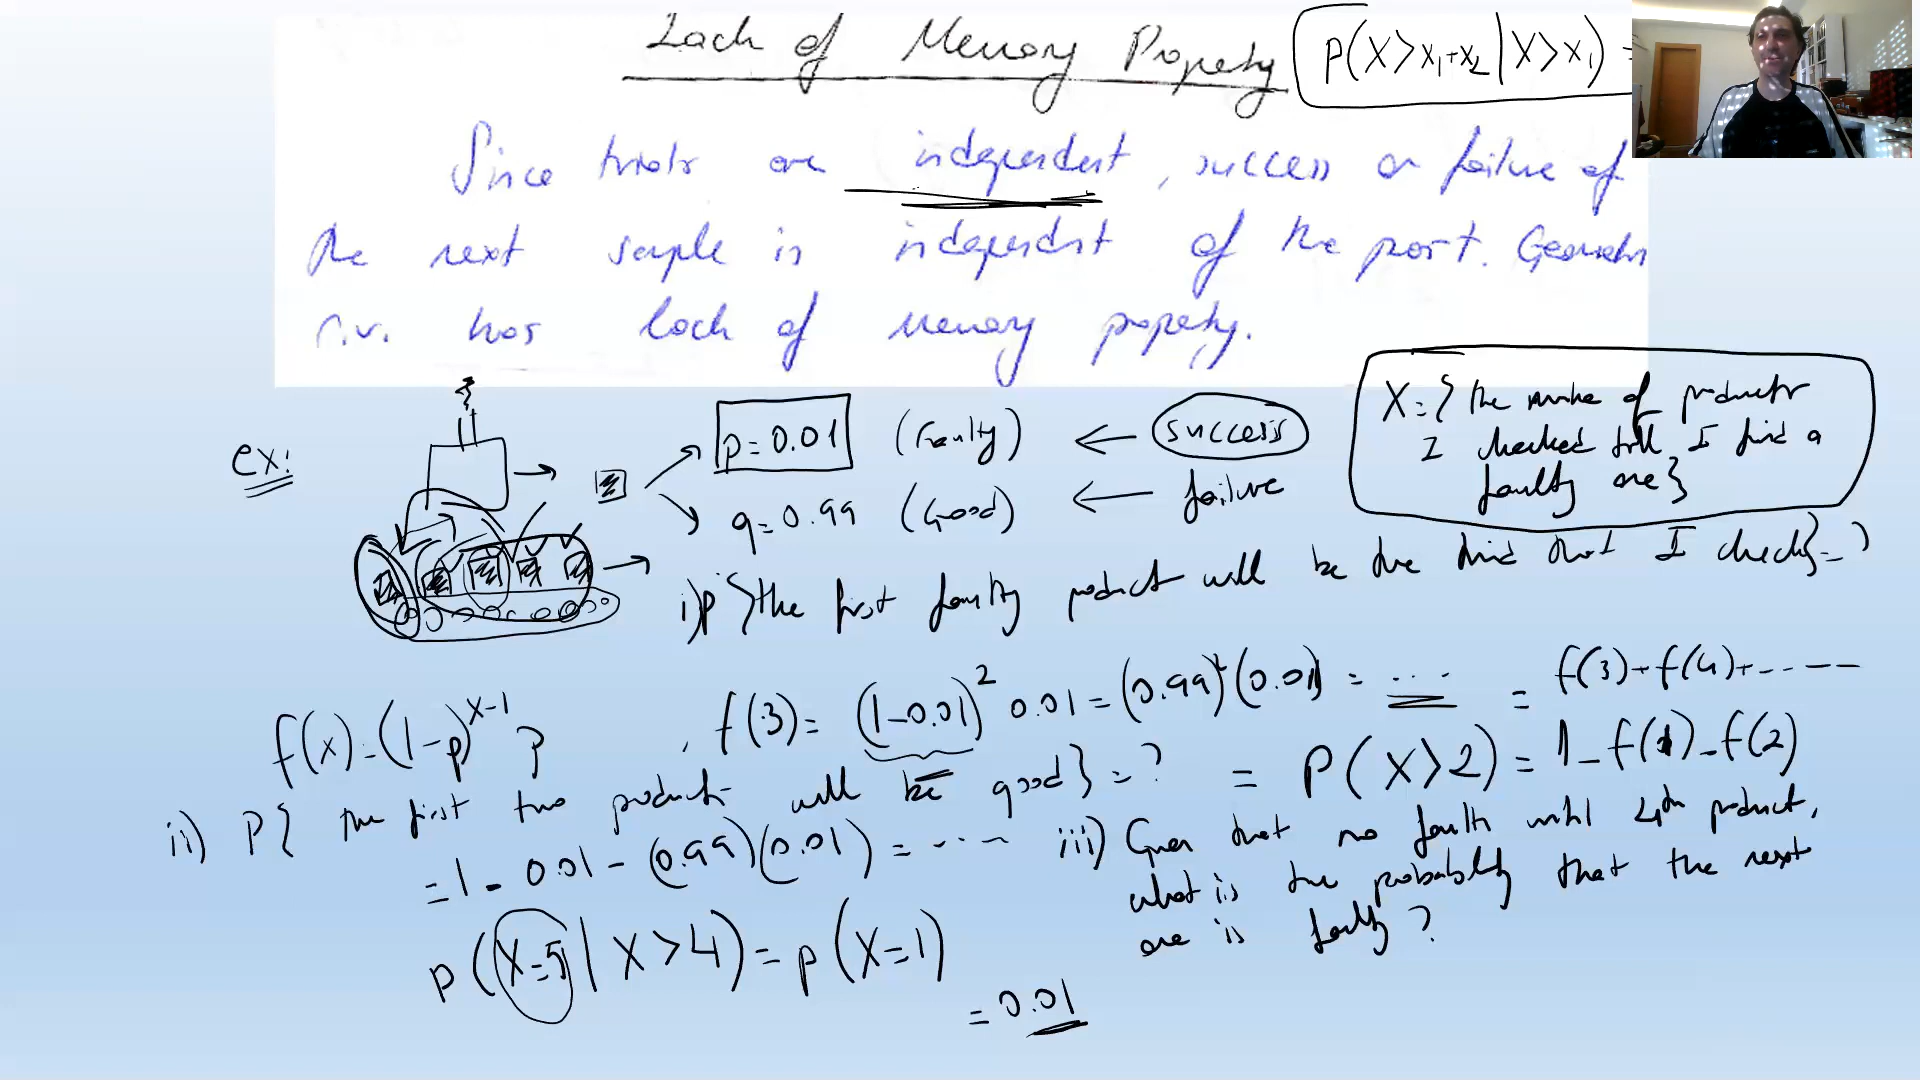 Lack of Memory Property
P(X>x₁+x₂|X>x₁) =
Since trials are independent, success or failure of
the next sample is independent of the past. Geometric
r.v. has lack of memory property.
ex:
p=0.01 (Faulty) ← success
q=0.99 (Good) ← failure
X={ the number of products
I checked till I find a
faulty one}
i) P{the first faulty product will be the third that I check}=?
f(x)=(1-p)^(x-1) p, f(3)= (1-0.01)² 0.01 = (0.99)²(0.01) = ....
ii) P{ the first two products will be good}=?
= f(3)+f(4)+......
= P(X>2) = 1-f(1)-f(2)
=1-0.01-(0.99)(0.01) = ....
iii) Given that no faulty until 4th product,
what is the probability that the next
one is faulty?
P(X=5|X>4)=P(X=1)
=0.01